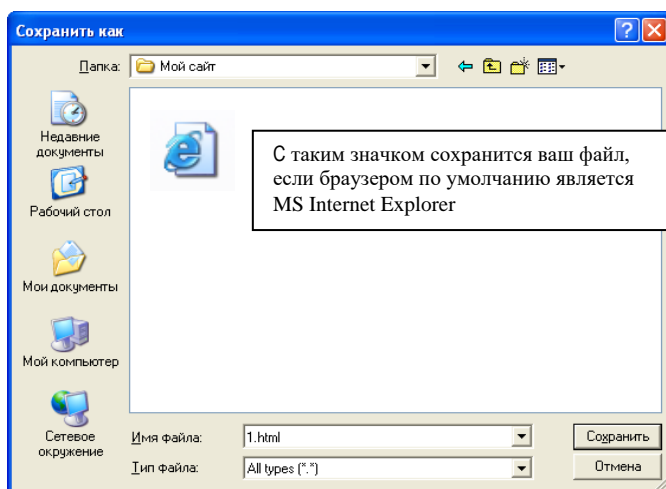 Сохранить как
Папка: Мой сайт
Недавние
документы
Рабочий стол
Мои документы
Мой компьютер
Сетевое
окружение
С таким значком сохранится ваш файл,
если браузером по умолчанию является
MS Internet Explorer
Имя файла: 1.html Сохранить
Тип файла: All types (*.*) Отмена